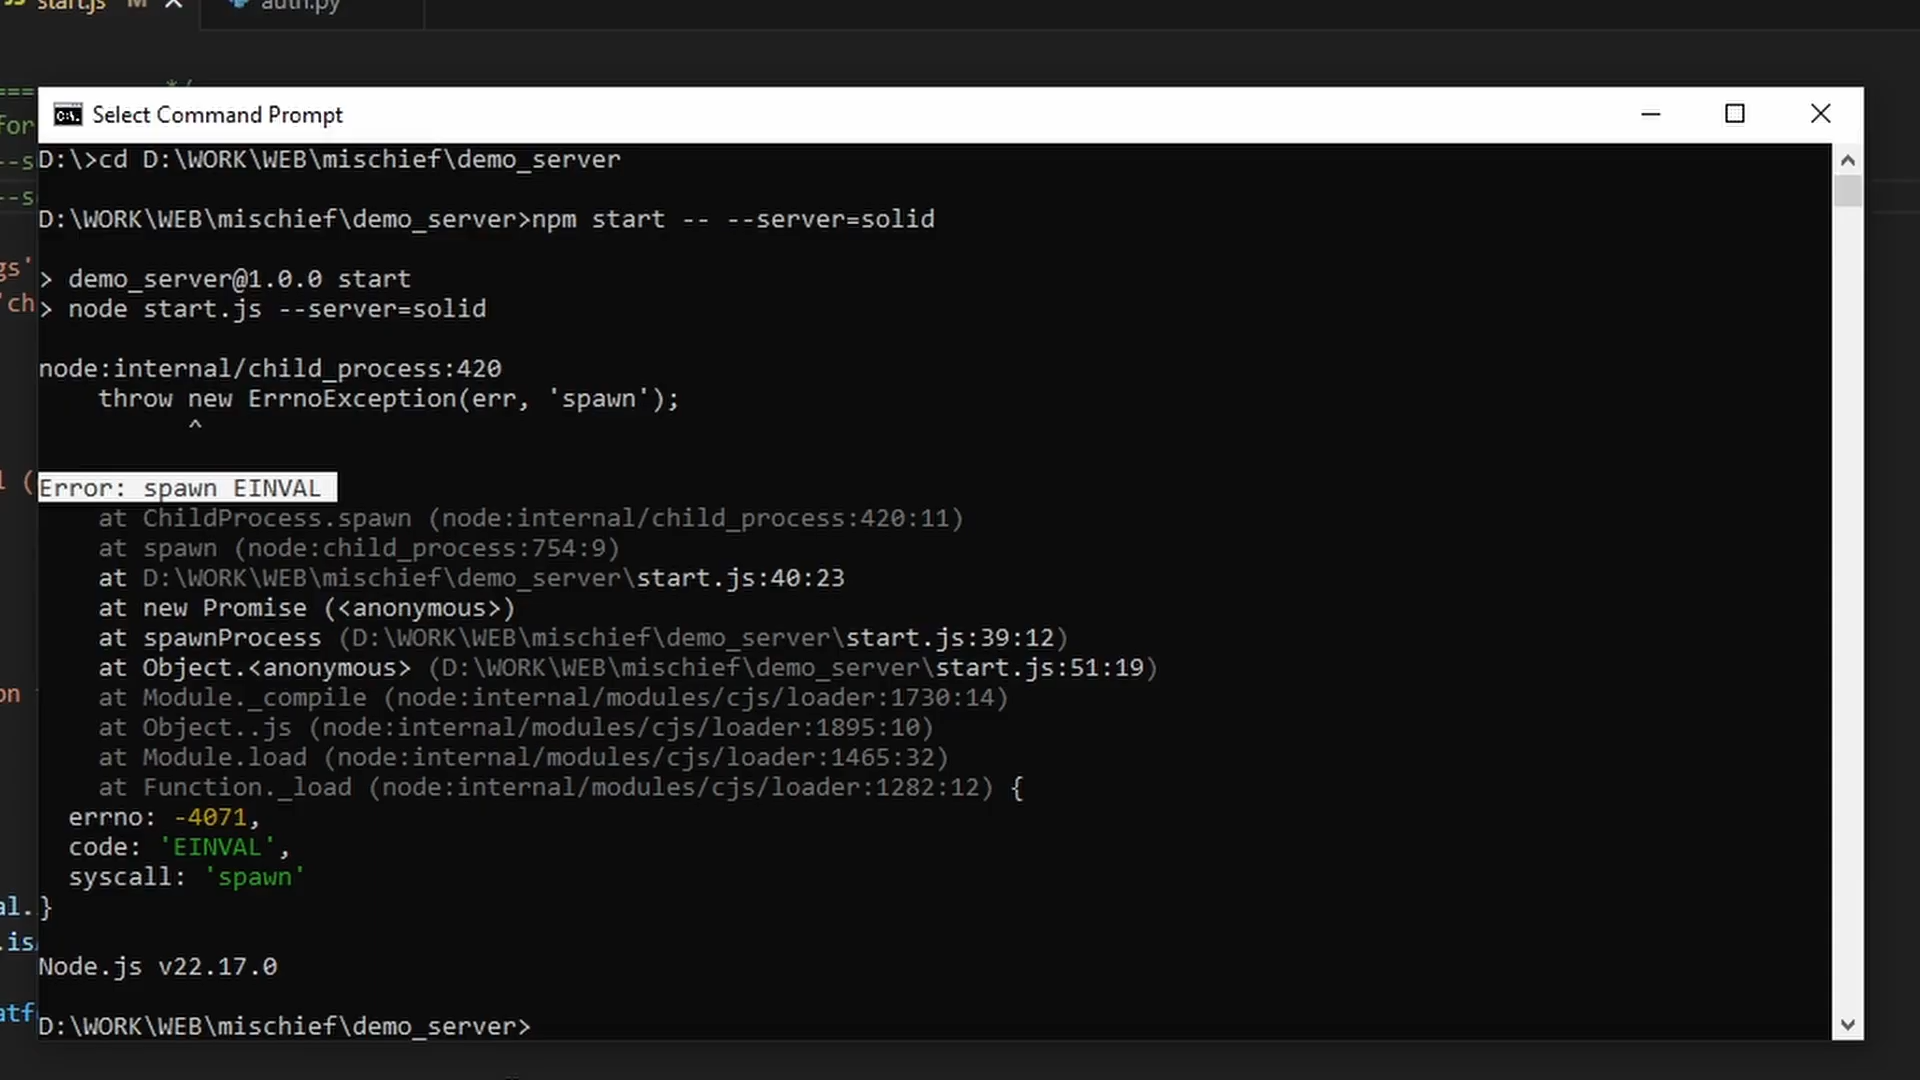 start.js M
auth.py
*/
===
for
Select Command Prompt
D:\>cd D:\WORK\WEB\mischief\demo_server
--s
--s
D:\WORK\WEB\mischief\demo_server>npm start -- --server=solid
gs'
> demo_server@1.0.0 start
'ch
> node start.js --server=solid
node:internal/child_process:420
throw new ErrnoException(err, 'spawn');
^
l (
Error: spawn EINVAL
at ChildProcess.spawn (node:internal/child_process:420:11)
at spawn (node:child_process:754:9)
at D:\WORK\WEB\mischief\demo_server\start.js:40:23
at new Promise (<anonymous>)
at spawnProcess (D:\WORK\WEB\mischief\demo_server\start.js:39:12)
at Object.<anonymous> (D:\WORK\WEB\mischief\demo_server\start.js:51:19)
on
at Module._compile (node:internal/modules/cjs/loader:1730:14)
at Object..js (node:internal/modules/cjs/loader:1895:10)
at Module.load (node:internal/modules/cjs/loader:1465:32)
at Function._load (node:internal/modules/cjs/loader:1282:12) {
errno: -4071,
code: 'EINVAL',
syscall: 'spawn'
al.
}
.is
Node.js v22.17.0
atf
D:\WORK\WEB\mischief\demo_server>